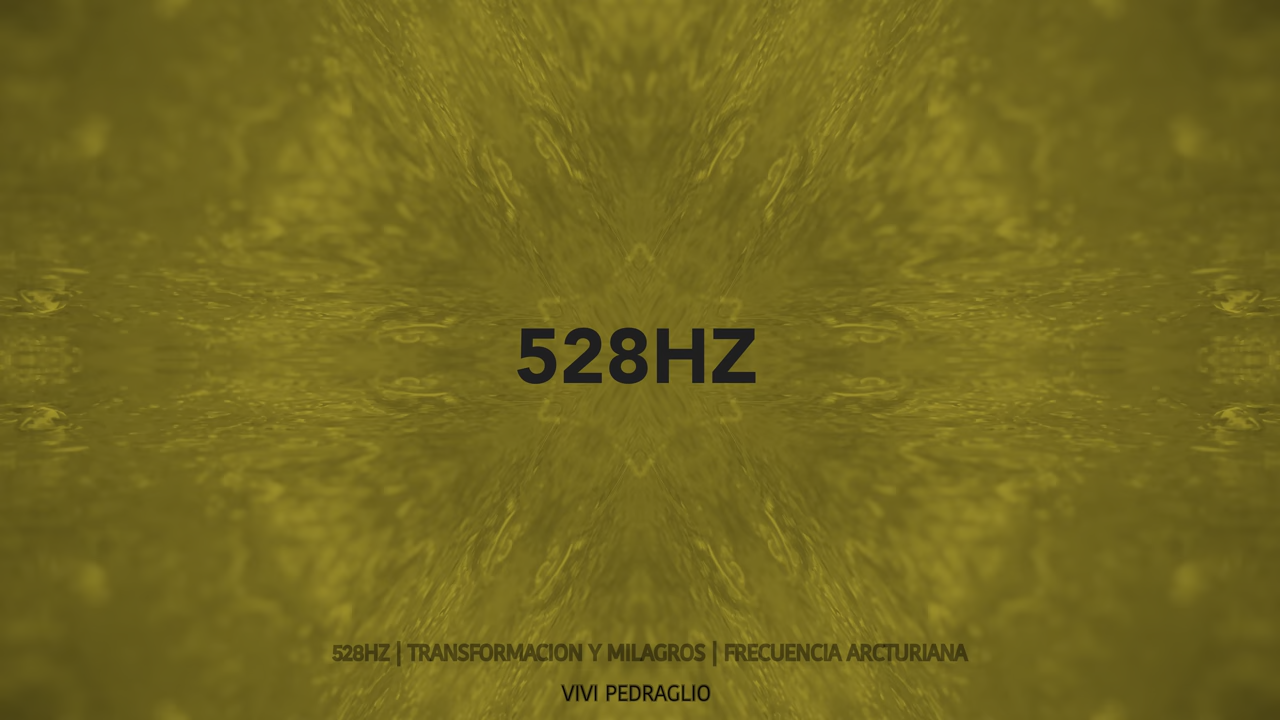 528HZ
528HZ | TRANSFORMACION Y MILAGROS | FRECUENCIA ARCTURIANA
VIVI PEDRAGLIO